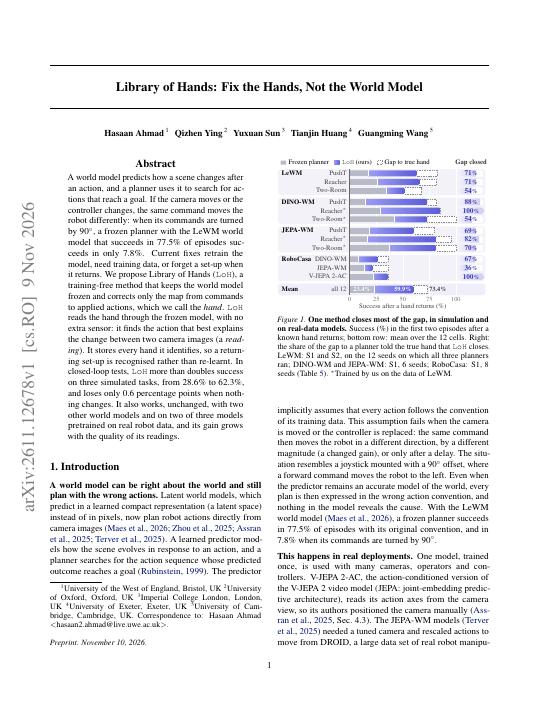 Library of Hands: Fix the Hands, Not the World Model
Hasaan Ahmad 1 Qizhen Ying 2 Yuxuan Sun 3 Tianjin Huang 4 Guangming Wang 5
arXiv:2611.12678v1 [cs.RO] 9 Nov 2026
Abstract
A world model predicts how a scene changes after
an action, and a planner uses it to search for ac-
tions that reach a goal. If the camera moves or the
controller changes, the same command moves the
robot differently: when its commands are turned
by 90°, a frozen planner with the LeWM world
model that succeeds in 77.5% of episodes suc-
ceeds in only 7.8%. Current fixes retrain the
model, need training data, or forget a set-up when
it returns. We propose Library of Hands (LoH), a
training-free method that keeps the world model
frozen and corrects only the map from commands
to applied actions, which we call the hand. LoH
reads the hand through the frozen model, with no
extra sensor: it finds the action that best explains
the change between two camera images (a read-
ing). It stores every hand it identifies, so a return-
ing set-up is recognised rather than re-learnt. In
closed-loop tests, LoH more than doubles success
on three simulated tasks, from 28.6% to 62.3%,
and loses only 0.6 percentage points when noth-
ing changes. It also works, unchanged, with two
other world models and on two of three models
pretrained on real robot data, and its gain grows
with the quality of its readings.
1. Introduction
A world model can be right about the world and still
plan with the wrong actions. Latent world models, which
predict in a learned compact representation (a latent space)
instead of in pixels, now plan robot actions directly from
camera images (Maes et al., 2026; Zhou et al., 2025; Assran
et al., 2025; Terver et al., 2025). A learned predictor mod-
els how the scene evolves in response to an action, and a
planner searches for the action sequence whose predicted
outcome reaches a goal (Rubinstein, 1999). The predictor
1University of the West of England, Bristol, UK 2University
of Oxford, Oxford, UK 3Imperial College London, London,
UK 4University of Exeter, Exeter, UK 5University of Cam-
bridge, Cambridge, UK. Correspondence to: Hasaan Ahmad
<hasaan2.ahmad@live.uwe.ac.uk>.
Preprint. November 10, 2026.
Frozen planner LoH (ours) Gap to true hand Gap closed
LeWM PushT 71%
Reacher 71%
Two-Room 54%
DINO-WM PushT 88%
Reacher* 100%
Two-Room* 54%
JEPA-WM PushT 69%
Reacher* 82%
Two-Room* 70%
RoboCasa DINO-WM 67%
JEPA-WM 36%
V-JEPA 2-AC 100%
Mean all 12 23.4% 59.9% 73.4%
0 25 50 75 100
Success after a hand returns (%)
Figure 1. One method closes most of the gap, in simulation and
on real-data models. Success (%) in the first two episodes after a
known hand returns; bottom row: mean over the 12 cells. Right:
the share of the gap to a planner told the true hand that LoH closes.
LeWM: S1 and S2, on the 12 seeds on which all three planners
ran; DINO-WM and JEPA-WM: S1, 6 seeds; RoboCasa: S1, 8
seeds (Table 5). *Trained by us on the data of LeWM.
implicitly assumes that every action follows the convention
of its training data. This assumption fails when the camera
is moved or the controller is replaced: the same command
then moves the robot in a different direction, by a different
magnitude (a changed gain), or only after a delay. The situ-
ation resembles a joystick mounted with a 90° offset, where
a forward command moves the robot to the left. Even when
the predictor remains an accurate model of the world, every
plan is then expressed in the wrong action convention, and
nothing in the model reveals the cause. With the LeWM
world model (Maes et al., 2026), a frozen planner succeeds
in 77.5% of episodes with its original convention, and in
7.8% when its commands are turned by 90°.
This happens in real deployments. One model, trained
once, is used with many cameras, operators and con-
trollers. V-JEPA 2-AC, the action-conditioned version of
the V-JEPA 2 video model (JEPA: joint-embedding predic-
tive architecture), reads its action axes from the camera
view, so its authors positioned the camera manually (Ass-
ran et al., 2025, Sec. 4.3). The JEPA-WM models (Terver
et al., 2025) needed a tuned camera and rescaled actions to
move from DROID, a large data set of real robot manipu-
1